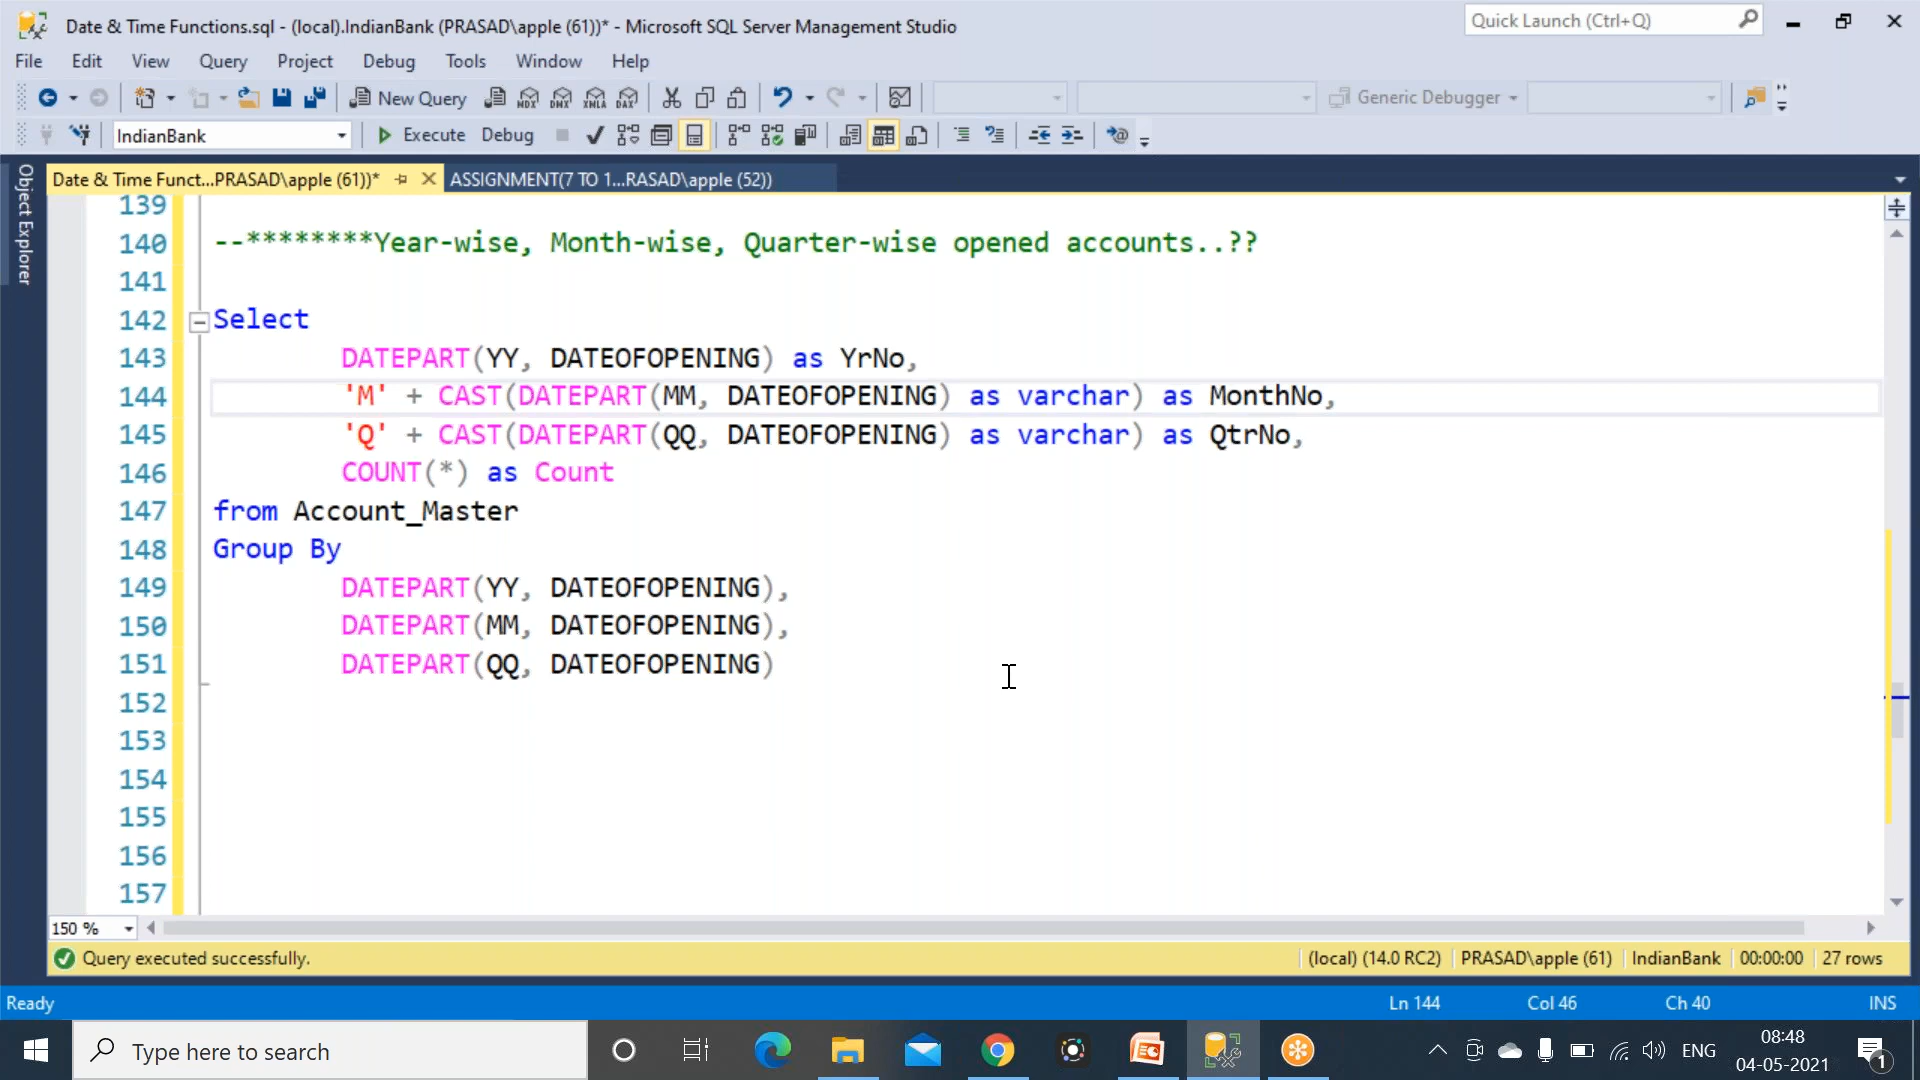 Date & Time Functions.sql - (local).IndianBank (PRASAD\apple (61))* - Microsoft SQL Server Management Studio
Quick Launch (Ctrl+Q)
File Edit View Query Project Debug Tools Window Help
New Query MDX DMX XMLA DAX Generic Debugger
IndianBank Execute Debug
Object Explorer
Date & Time Funct...PRASAD\apple (61))* ASSIGNMENT(7 TO 1...RASAD\apple (52))
139
140 --********Year-wise, Month-wise, Quarter-wise opened accounts..??
141
142 Select
143 DATEPART(YY, DATEOFOPENING) as YrNo,
144 'M' + CAST(DATEPART(MM, DATEOFOPENING) as varchar) as MonthNo,
145 'Q' + CAST(DATEPART(QQ, DATEOFOPENING) as varchar) as QtrNo,
146 COUNT(*) as Count
147 from Account_Master
148 Group By
149 DATEPART(YY, DATEOFOPENING),
150 DATEPART(MM, DATEOFOPENING),
151 DATEPART(QQ, DATEOFOPENING)
152
153
154
155
156
157
150 %
Query executed successfully. (local) (14.0 RC2) PRASAD\apple (61) IndianBank 00:00:00 27 rows
Ready Ln 144 Col 46 Ch 40 INS
Type here to search ENG 08:48
04-05-2021 1